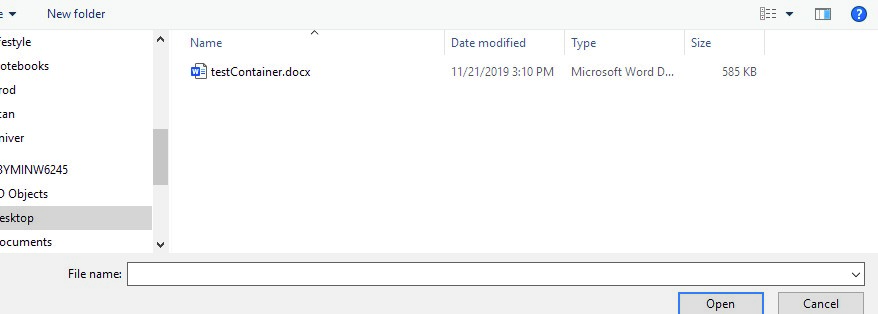 New folder
?
Name Date modified Type Size
testContainer.docx 11/21/2019 3:10 PM Microsoft Word D... 585 KB
festyle
otebooks
rod
can
niver
BYMINW6245
D Objects
esktop
ocuments
File name:
Open Cancel